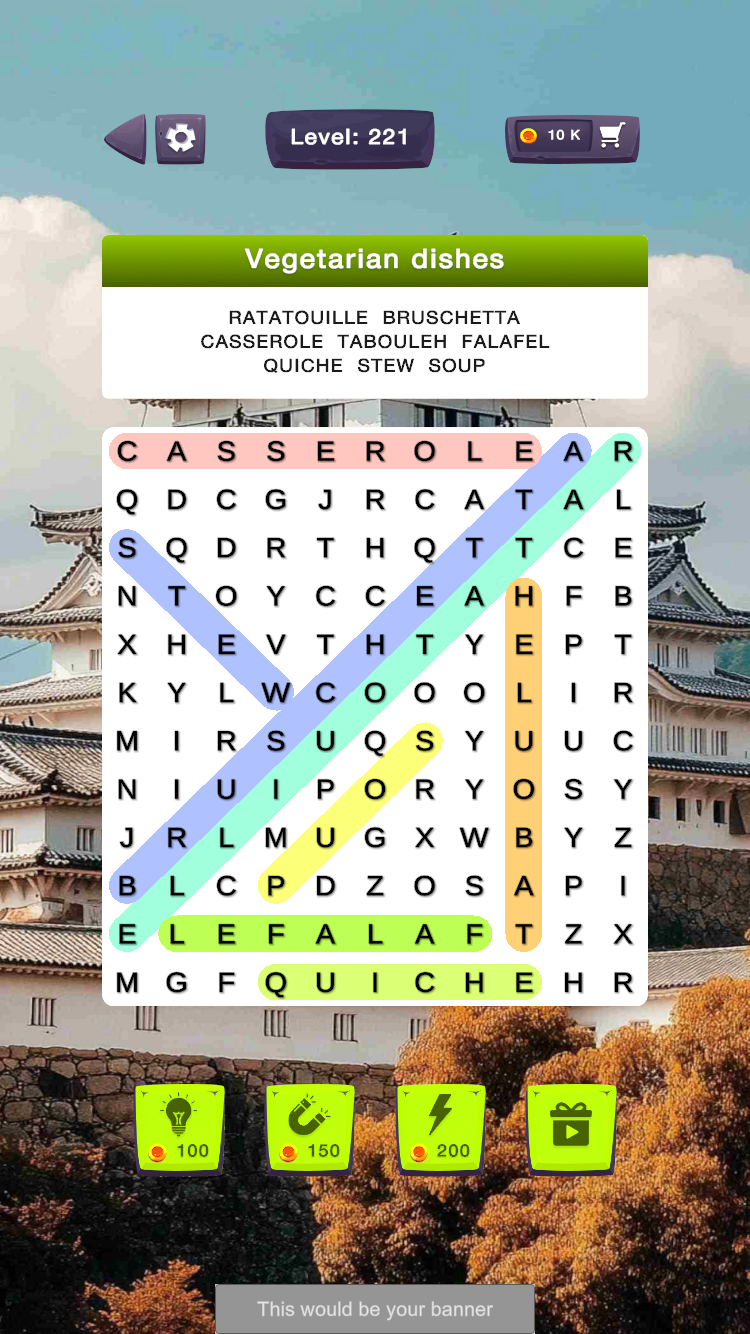 Level: 221
10 K
Vegetarian dishes
RATATOUILLE BRUSCHETTA
CASSEROLE TABOULEH FALAFEL
QUICHE STEW SOUP
C A S S E R O L E A R
Q D C G J R C A T A L
S Q D R T H Q T T C E
N T O Y C C E A H F B
X H E V T H T Y E P T
K Y L W C O O O L I R
M I R S U Q S Y U U C
N I U I P O R Y O S Y
J R L M U G X W B Y Z
B L C P D Z O S A P I
E L E F A L A F T Z X
M G F Q U I C H E H R
100 150 200
This would be your banner